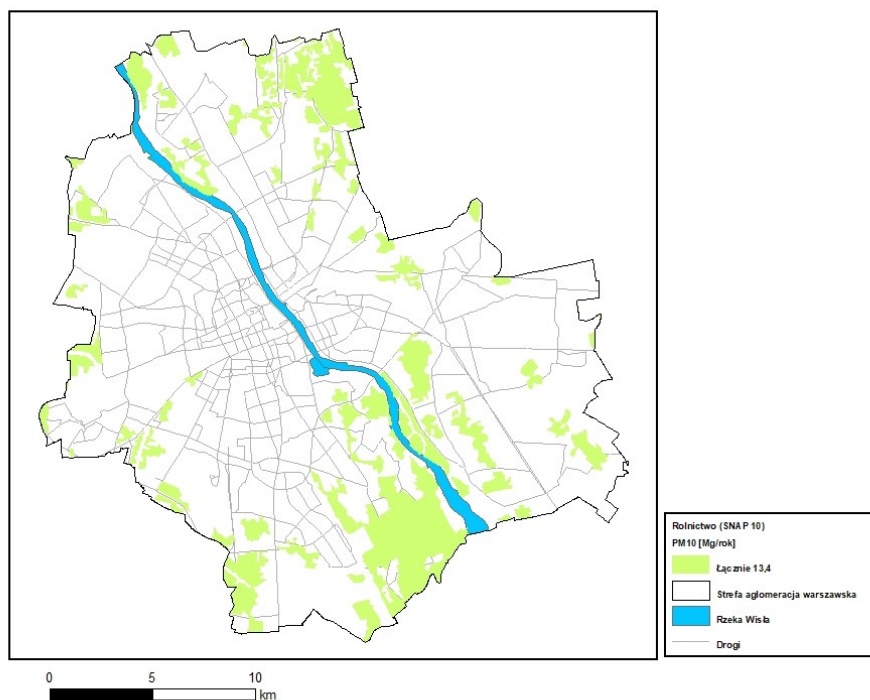 Rolnictwo (SNAP 10)
PM10 [Mg/rok]
Łącznie 13,4
Strefa aglomeracja warszawska
Rzeka Wisła
Drogi
0 5 10
km